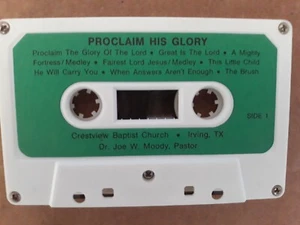 PROCLAIM HIS GLORY
Proclaim The Glory Of The Lord • Great Is The Lord • A Mighty
Fortress/Medley • Fairest Lord Jesus/Medley • This Little Child
He Will Carry You • When Answers Aren't Enough • The Brush
SIDE 1
Crestview Baptist Church • Irving, TX
Dr. Joe W. Moody, Pastor